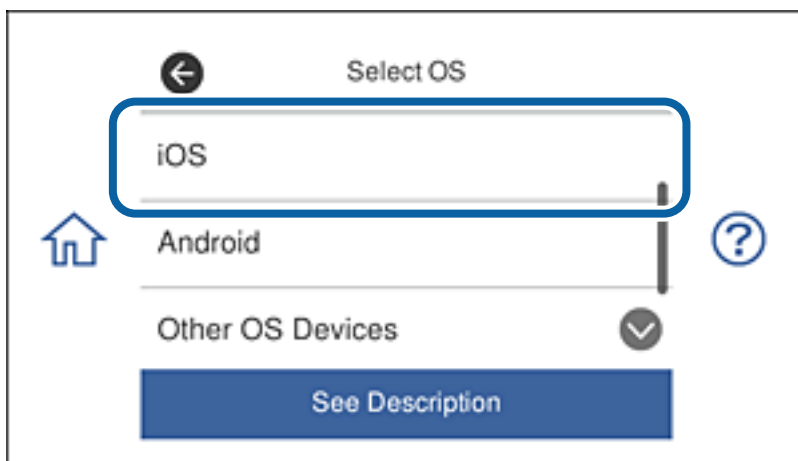 Select OS
iOS
Android
?
Other OS Devices
See Description